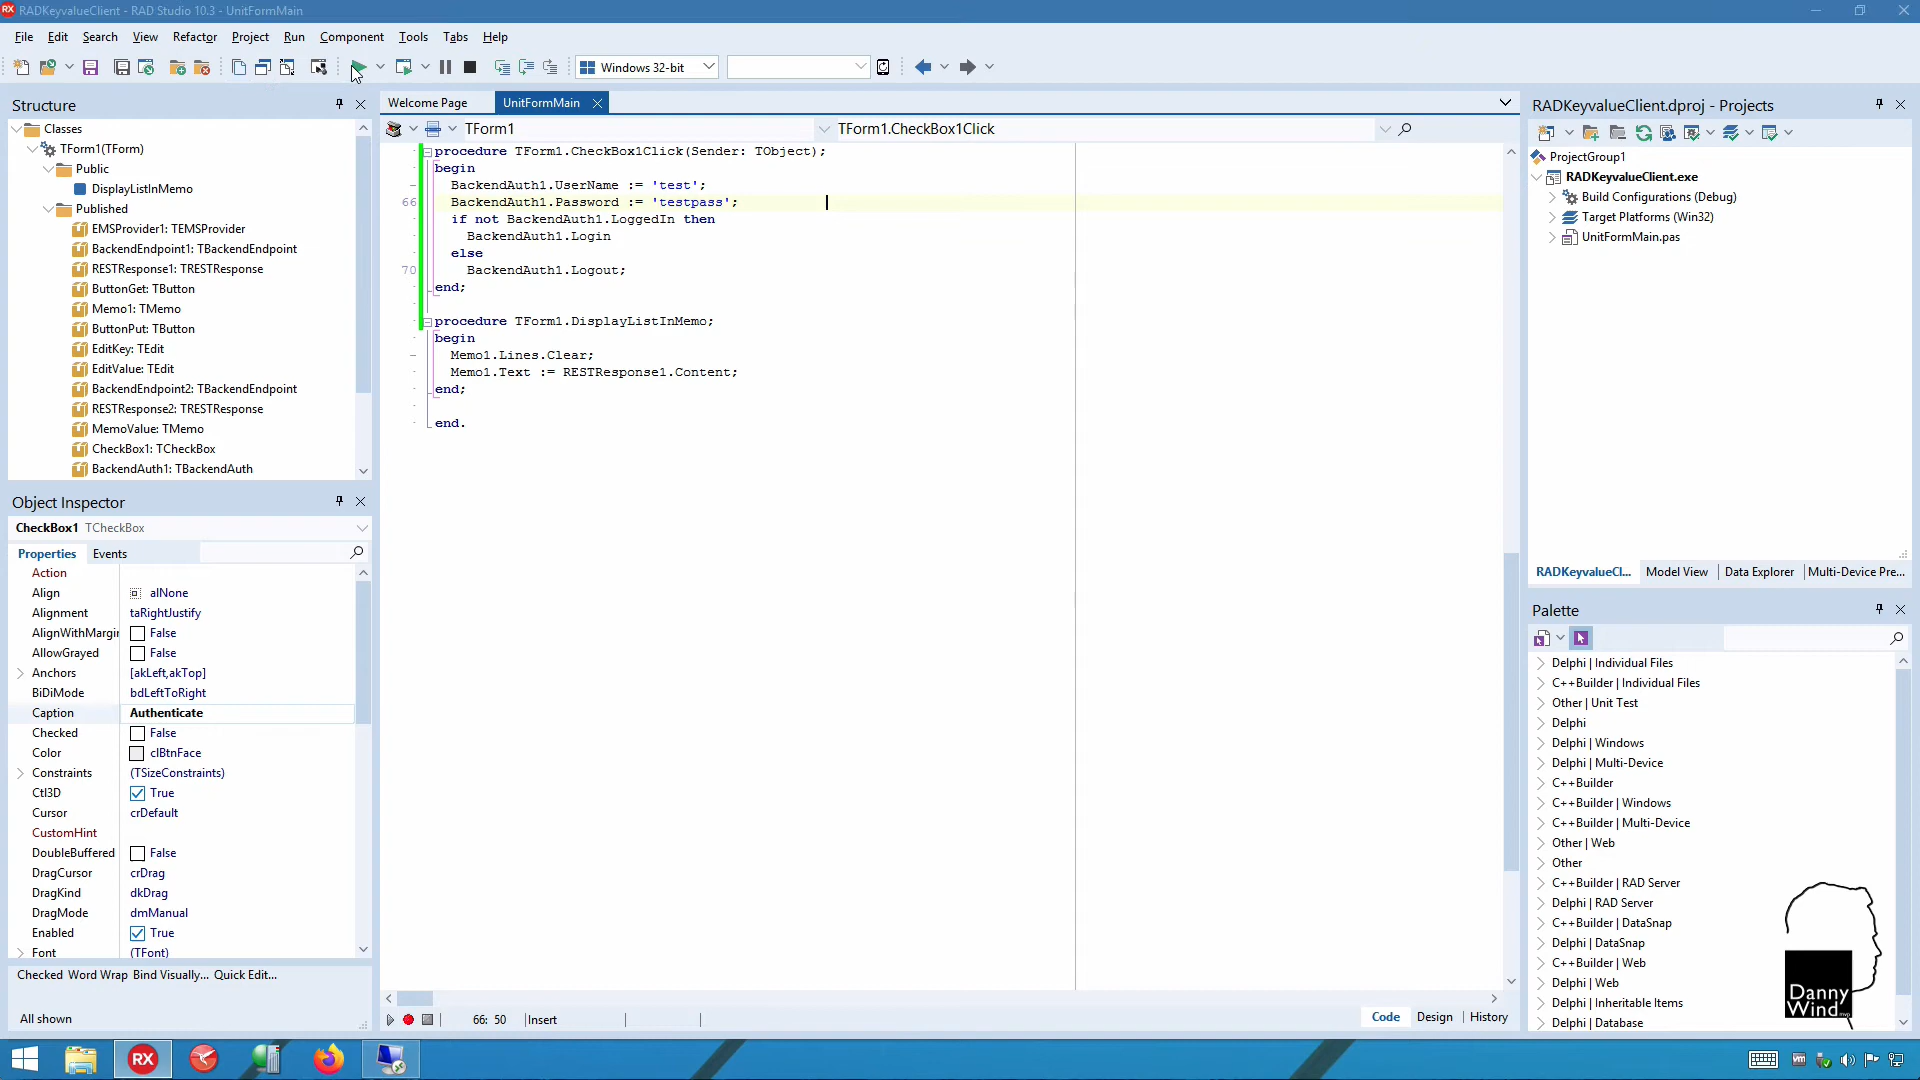 RX RADKeyvalueClient - RAD Studio 10.3 - UnitFormMain
File Edit Search View Refactor Project Run Component Tools Tabs Help
Windows 32-bit
Structure
Classes
TForm1(TForm)
Public
DisplayListInMemo
Published
EMSProvider1: TEMSProvider
BackendEndpoint1: TBackendEndpoint
RESTResponse1: TRESTResponse
ButtonGet: TButton
Memo1: TMemo
ButtonPut: TButton
EditKey: TEdit
EditValue: TEdit
BackendEndpoint2: TBackendEndpoint
RESTResponse2: TRESTResponse
MemoValue: TMemo
CheckBox1: TCheckBox
BackendAuth1: TBackendAuth
Object Inspector
CheckBox1 TCheckBox
Properties Events
Action
Align alNone
Alignment taRightJustify
AlignWithMargin False
AllowGrayed False
Anchors [akLeft,akTop]
BiDiMode bdLeftToRight
Caption Authenticate
Checked False
Color clBtnFace
Constraints (TSizeConstraints)
Ctl3D True
Cursor crDefault
CustomHint
DoubleBuffered False
DragCursor crDrag
DragKind dkDrag
DragMode dmManual
Enabled True
Font (TFont)
Checked Word Wrap Bind Visually... Quick Edit...
All shown
Welcome Page UnitFormMain
TForm1 TForm1.CheckBox1Click
procedure TForm1.CheckBox1Click(Sender: TObject);
begin
BackendAuth1.UserName := 'test';
66 BackendAuth1.Password := 'testpass';
if not BackendAuth1.LoggedIn then
BackendAuth1.Login
else
70 BackendAuth1.Logout;
end;
procedure TForm1.DisplayListInMemo;
begin
Memo1.Lines.Clear;
Memo1.Text := RESTResponse1.Content;
end;
end.
66: 50 Insert
Code Design History
RADKeyvalueClient.dproj - Projects
ProjectGroup1
RADKeyvalueClient.exe
Build Configurations (Debug)
Target Platforms (Win32)
UnitFormMain.pas
RADKeyvalueCl... Model View Data Explorer Multi-Device Pre...
Palette
Delphi | Individual Files
C++Builder | Individual Files
Other | Unit Test
Delphi
Delphi | Windows
Delphi | Multi-Device
C++Builder
C++Builder | Windows
C++Builder | Multi-Device
Other | Web
Other
C++Builder | RAD Server
Delphi | RAD Server
C++Builder | DataSnap
Delphi | DataSnap
C++Builder | Web
Delphi | Web
Delphi | Inheritable Items
Delphi | Database
Danny
Wind
RX
vm